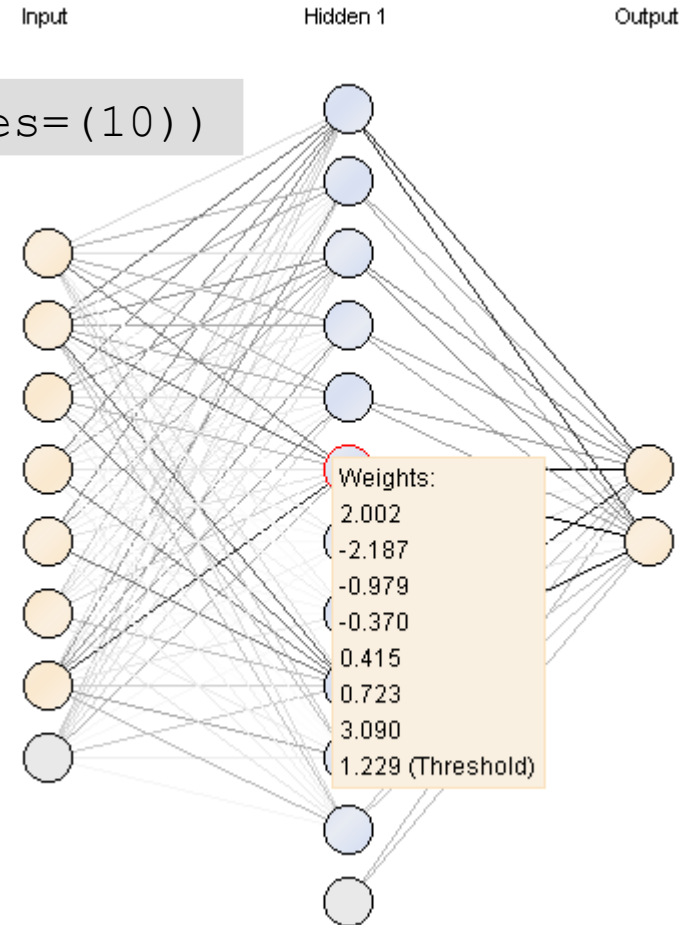 Input Hidden 1 Output
es=(10))
Weights:
2.002
-2.187
-0.979
-0.370
0.415
0.723
3.090
1.229 (Threshold)